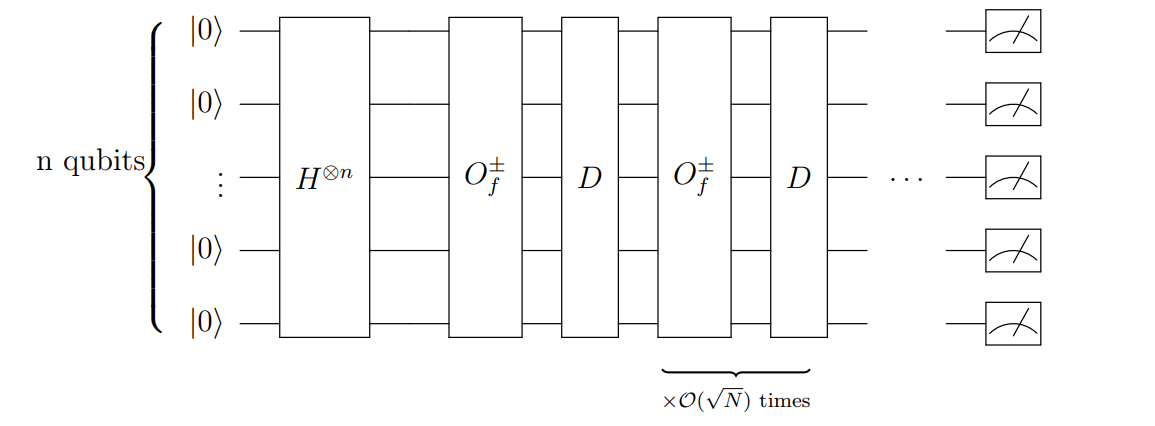 |0⟩
|0⟩
n qubits
⋮
H^{⊗n}
O_f^±
D
O_f^±
D
···
|0⟩
|0⟩
×𝒪(√N) times